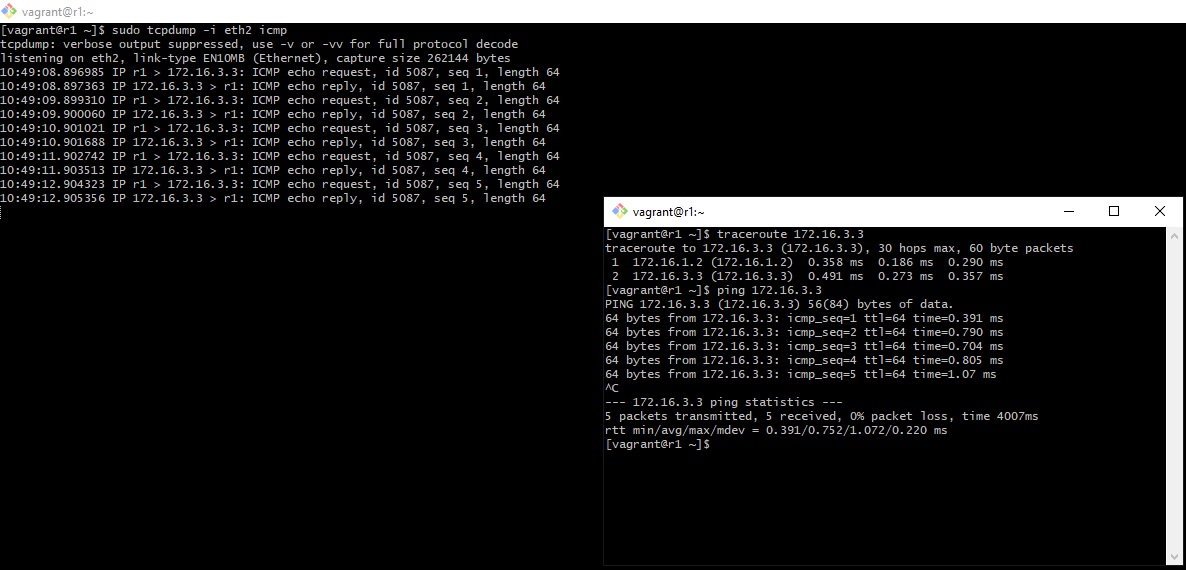 vagrant@r1:~
[vagrant@r1 ~]$ sudo tcpdump -i eth2 icmp
tcpdump: verbose output suppressed, use -v or -vv for full protocol decode
listening on eth2, link-type EN10MB (Ethernet), capture size 262144 bytes
10:49:08.896985 IP r1 > 172.16.3.3: ICMP echo request, id 5087, seq 1, length 64
10:49:08.897363 IP 172.16.3.3 > r1: ICMP echo reply, id 5087, seq 1, length 64
10:49:09.899310 IP r1 > 172.16.3.3: ICMP echo request, id 5087, seq 2, length 64
10:49:09.900060 IP 172.16.3.3 > r1: ICMP echo reply, id 5087, seq 2, length 64
10:49:10.901021 IP r1 > 172.16.3.3: ICMP echo request, id 5087, seq 3, length 64
10:49:10.901688 IP 172.16.3.3 > r1: ICMP echo reply, id 5087, seq 3, length 64
10:49:11.902742 IP r1 > 172.16.3.3: ICMP echo request, id 5087, seq 4, length 64
10:49:11.903513 IP 172.16.3.3 > r1: ICMP echo reply, id 5087, seq 4, length 64
10:49:12.904323 IP r1 > 172.16.3.3: ICMP echo request, id 5087, seq 5, length 64
10:49:12.905356 IP 172.16.3.3 > r1: ICMP echo reply, id 5087, seq 5, length 64
vagrant@r1:~
[vagrant@r1 ~]$ traceroute 172.16.3.3
traceroute to 172.16.3.3 (172.16.3.3), 30 hops max, 60 byte packets
 1  172.16.1.2 (172.16.1.2)  0.358 ms  0.186 ms  0.290 ms
 2  172.16.3.3 (172.16.3.3)  0.491 ms  0.273 ms  0.357 ms
[vagrant@r1 ~]$ ping 172.16.3.3
PING 172.16.3.3 (172.16.3.3) 56(84) bytes of data.
64 bytes from 172.16.3.3: icmp_seq=1 ttl=64 time=0.391 ms
64 bytes from 172.16.3.3: icmp_seq=2 ttl=64 time=0.790 ms
64 bytes from 172.16.3.3: icmp_seq=3 ttl=64 time=0.704 ms
64 bytes from 172.16.3.3: icmp_seq=4 ttl=64 time=0.805 ms
64 bytes from 172.16.3.3: icmp_seq=5 ttl=64 time=1.07 ms
^C
--- 172.16.3.3 ping statistics ---
5 packets transmitted, 5 received, 0% packet loss, time 4007ms
rtt min/avg/max/mdev = 0.391/0.752/1.072/0.220 ms
[vagrant@r1 ~]$